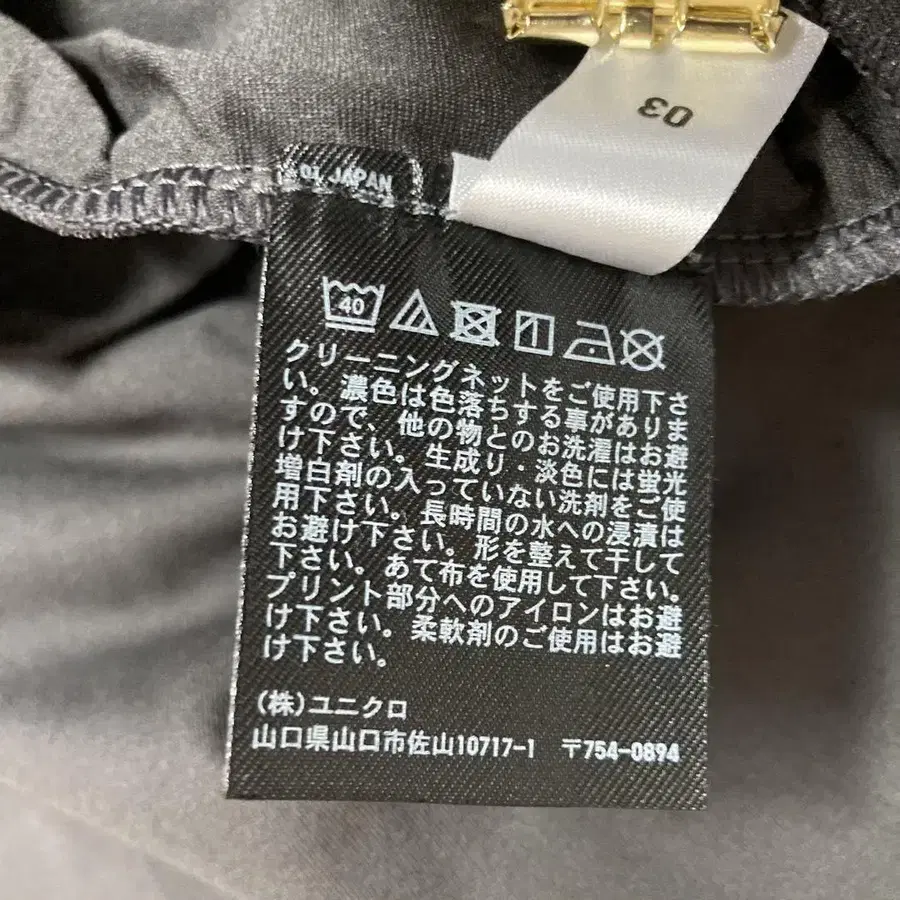 03
01 JAPAN
40
クリーニングネットをご使用下さ
い。濃色は色落ちする事がありま
すので、他の物とのお洗濯はお避
け下さい。生成り・淡色には蛍光
増白剤の入っていない洗剤をご使
用下さい。長時間の水への浸漬は
お避け下さい。形を整えて干して
下さい。あて布を使用して下さい。
プリント部分へのアイロンはお避
け下さい。柔軟剤のご使用はお避
け下さい。
(株)ユニクロ
山口県山口市佐山10717-1 〒754-0894